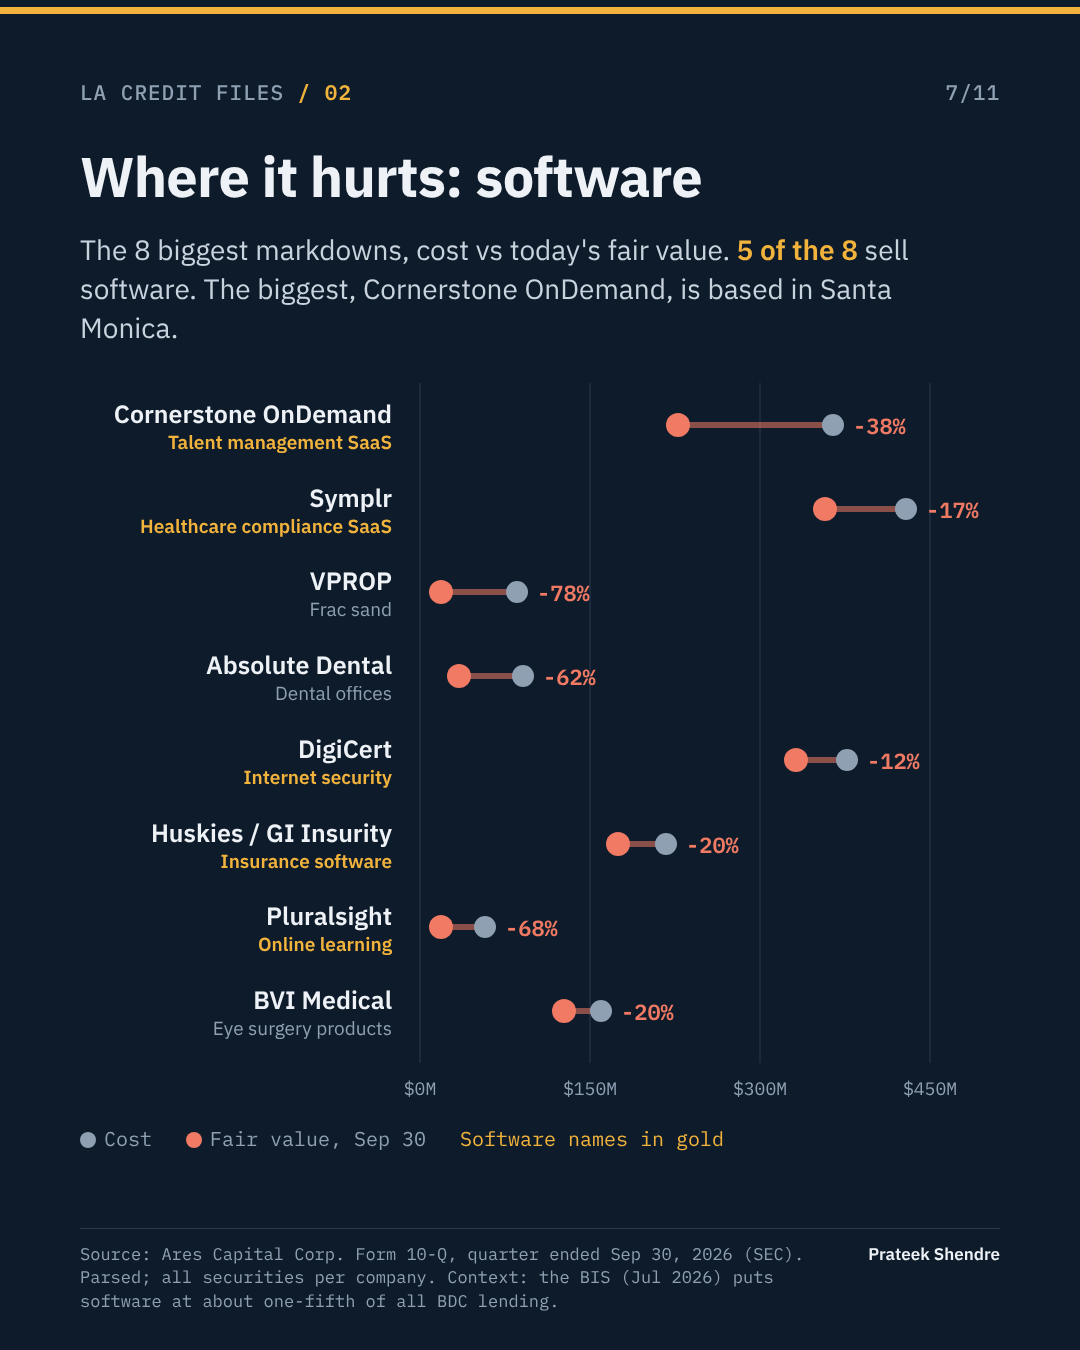 LA CREDIT FILES / 02
7/11
Where it hurts: software
The 8 biggest markdowns, cost vs today's fair value. 5 of the 8 sell
software. The biggest, Cornerstone OnDemand, is based in Santa
Monica.
Cornerstone OnDemand
Talent management SaaS
-38%
Symplr
Healthcare compliance SaaS
-17%
VPROP
Frac sand
-78%
Absolute Dental
Dental offices
-62%
DigiCert
Internet security
-12%
Huskies / GI Insurity
Insurance software
-20%
Pluralsight
Online learning
-68%
BVI Medical
Eye surgery products
-20%
$0M
$150M
$300M
$450M
Cost
Fair value, Sep 30
Software names in gold
Source: Ares Capital Corp. Form 10-Q, quarter ended Sep 30, 2026 (SEC).
Parsed; all securities per company. Context: the BIS (Jul 2026) puts
software at about one-fifth of all BDC lending.
Prateek Shendre